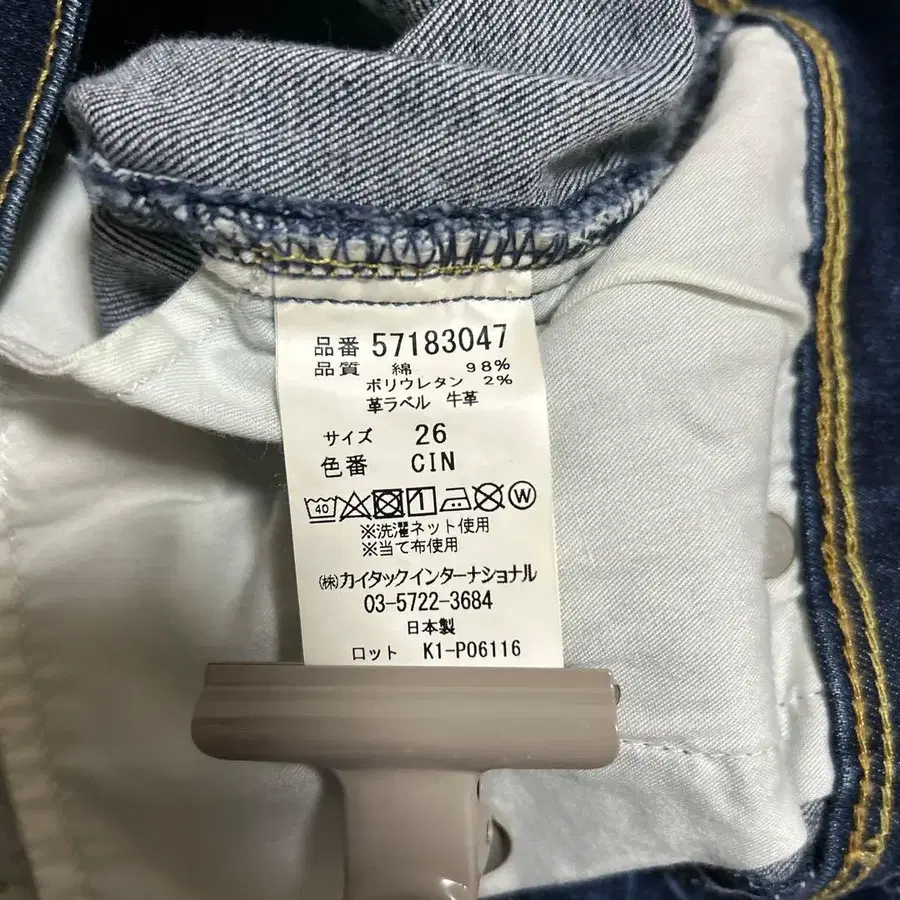 品番 57183047
品質 綿 98%
ポリウレタン 2%
革ラベル 牛革
サイズ 26
色番 CIN
40 W
※洗濯ネット使用
※当て布使用
㈱カイタックインターナショナル
03-5722-3684
日本製
ロット K1-P06116